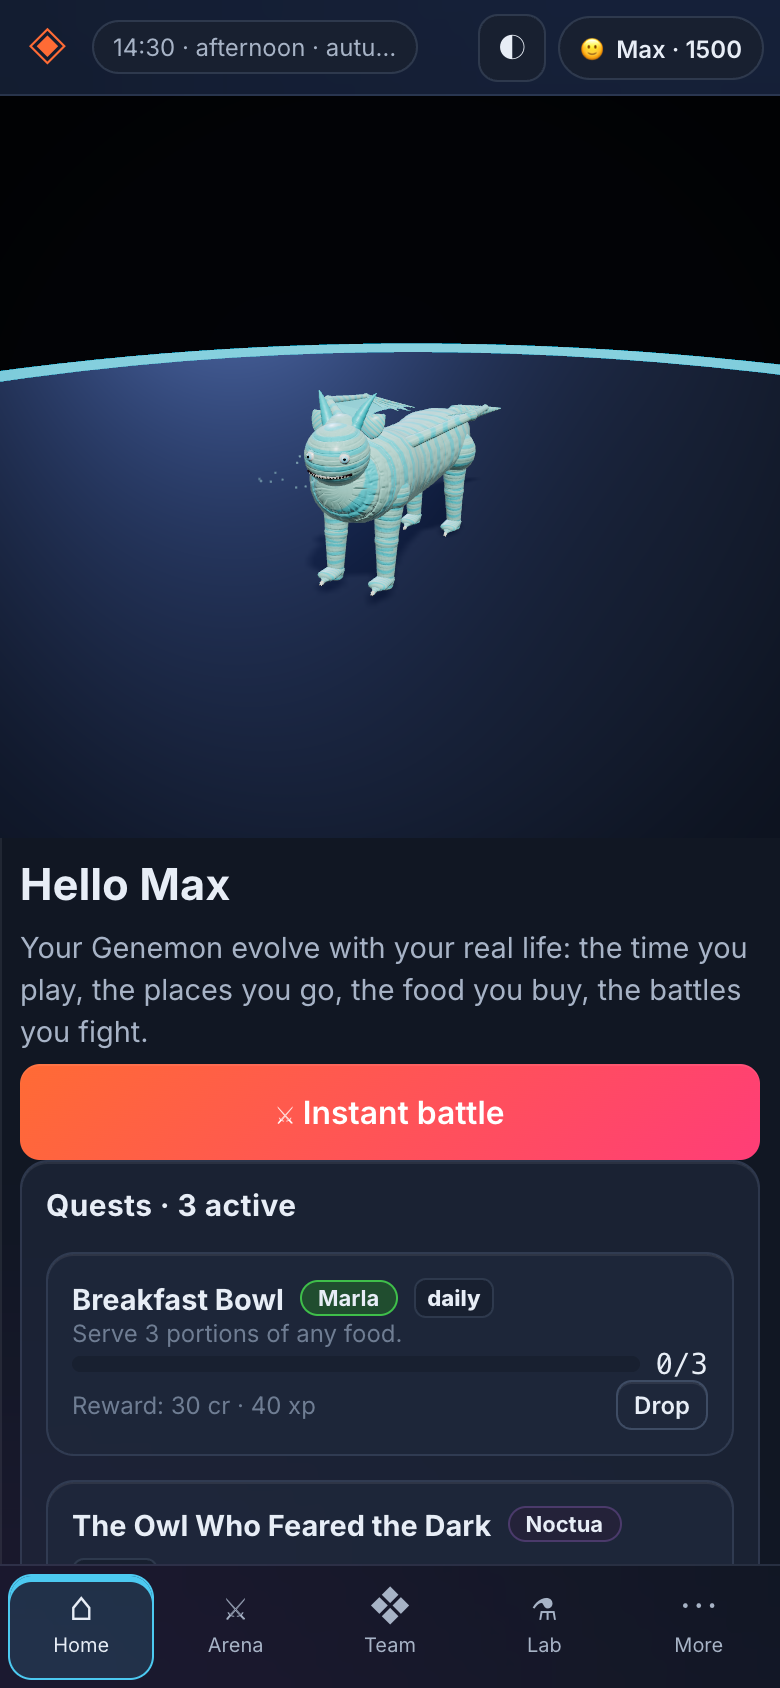 14:30 · afternoon · autu...
Max · 1500
Hello Max
Your Genemon evolve with your real life: the time you
play, the places you go, the food you buy, the battles
you fight.
Instant battle
Quests · 3 active
Breakfast Bowl Marla daily
Serve 3 portions of any food.
0/3
Reward: 30 cr · 40 xp Drop
The Owl Who Feared the Dark Noctua
Home Arena Team Lab More